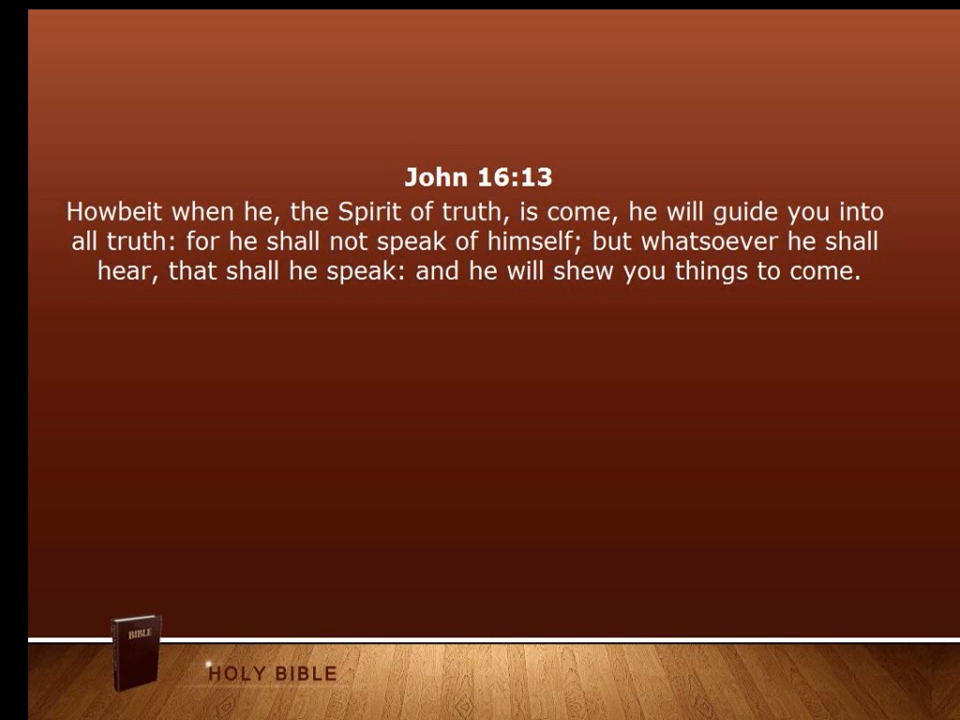 John 16:13
Howbeit when he, the Spirit of truth, is come, he will guide you into
all truth: for he shall not speak of himself; but whatsoever he shall
hear, that shall he speak: and he will shew you things to come.
BIBLE
HOLY BIBLE